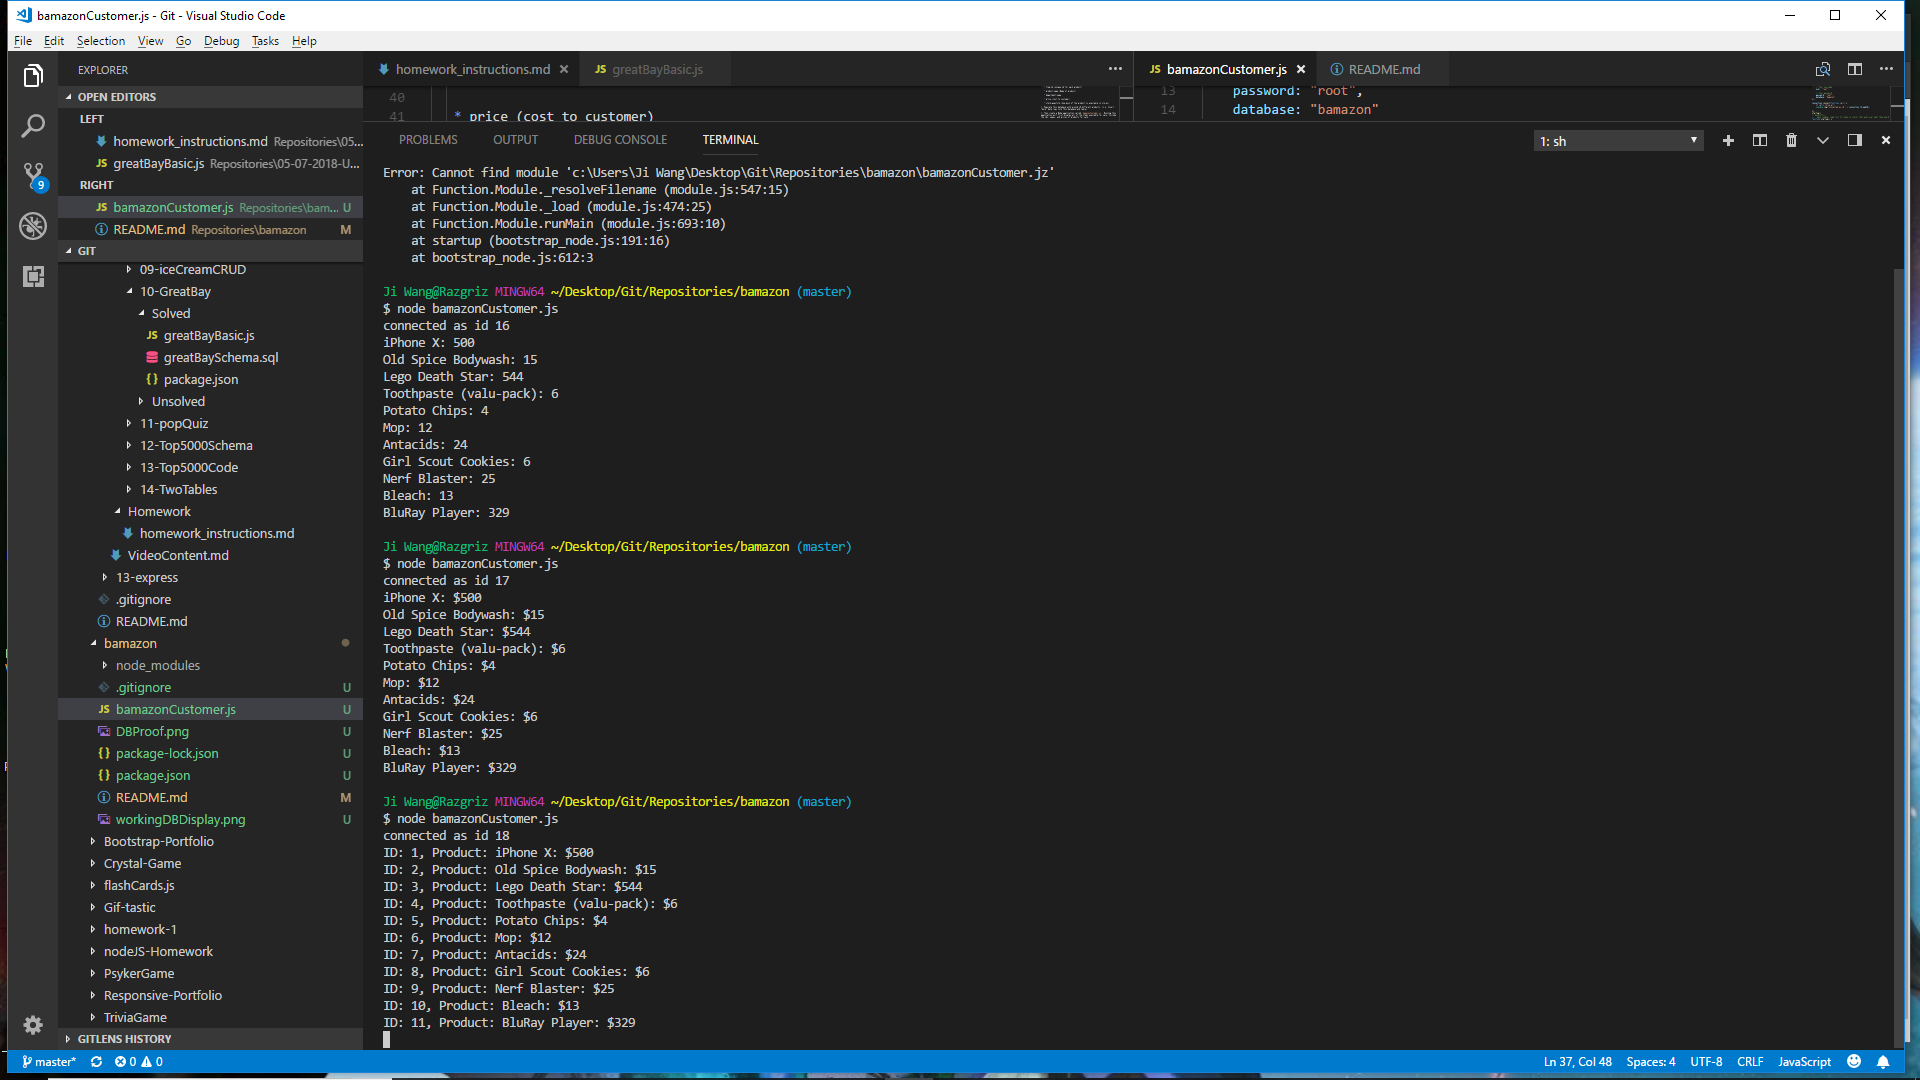 bamazonCustomer.js - Git - Visual Studio Code
File Edit Selection View Go Debug Tasks Help
EXPLORER
OPEN EDITORS
LEFT
homework_instructions.md Repositories\05...
JS greatBayBasic.js Repositories\05-07-2018-U...
RIGHT
JS bamazonCustomer.js Repositories\bam... U
README.md Repositories\bamazon M
GIT
09-iceCreamCRUD
10-GreatBay
Solved
JS greatBayBasic.js
greatBaySchema.sql
{} package.json
Unsolved
11-popQuiz
12-Top5000Schema
13-Top5000Code
14-TwoTables
Homework
homework_instructions.md
VideoContent.md
13-express
.gitignore
README.md
bamazon
node_modules
.gitignore U
JS bamazonCustomer.js U
DBProof.png U
{} package-lock.json U
{} package.json U
README.md M
workingDBDisplay.png U
Bootstrap-Portfolio
Crystal-Game
flashCards.js
Gif-tastic
homework-1
nodeJS-Homework
PsykerGame
Responsive-Portfolio
TriviaGame
GITLENS HISTORY
9
homework_instructions.md
JS greatBayBasic.js
40
41 * price (cost to customer)
JS bamazonCustomer.js
README.md
13 password: "root",
14 database: "bamazon"
PROBLEMS OUTPUT DEBUG CONSOLE TERMINAL
1: sh
Error: Cannot find module 'c:\Users\Ji Wang\Desktop\Git\Repositories\bamazon\bamazonCustomer.jz'
at Function.Module._resolveFilename (module.js:547:15)
at Function.Module._load (module.js:474:25)
at Function.Module.runMain (module.js:693:10)
at startup (bootstrap_node.js:191:16)
at bootstrap_node.js:612:3
Ji Wang@Razgriz MINGW64 ~/Desktop/Git/Repositories/bamazon (master)
$ node bamazonCustomer.js
connected as id 16
iPhone X: 500
Old Spice Bodywash: 15
Lego Death Star: 544
Toothpaste (valu-pack): 6
Potato Chips: 4
Mop: 12
Antacids: 24
Girl Scout Cookies: 6
Nerf Blaster: 25
Bleach: 13
BluRay Player: 329
Ji Wang@Razgriz MINGW64 ~/Desktop/Git/Repositories/bamazon (master)
$ node bamazonCustomer.js
connected as id 17
iPhone X: $500
Old Spice Bodywash: $15
Lego Death Star: $544
Toothpaste (valu-pack): $6
Potato Chips: $4
Mop: $12
Antacids: $24
Girl Scout Cookies: $6
Nerf Blaster: $25
Bleach: $13
BluRay Player: $329
Ji Wang@Razgriz MINGW64 ~/Desktop/Git/Repositories/bamazon (master)
$ node bamazonCustomer.js
connected as id 18
ID: 1, Product: iPhone X: $500
ID: 2, Product: Old Spice Bodywash: $15
ID: 3, Product: Lego Death Star: $544
ID: 4, Product: Toothpaste (valu-pack): $6
ID: 5, Product: Potato Chips: $4
ID: 6, Product: Mop: $12
ID: 7, Product: Antacids: $24
ID: 8, Product: Girl Scout Cookies: $6
ID: 9, Product: Nerf Blaster: $25
ID: 10, Product: Bleach: $13
ID: 11, Product: BluRay Player: $329
master* 0 0
Ln 37, Col 48 Spaces: 4 UTF-8 CRLF JavaScript